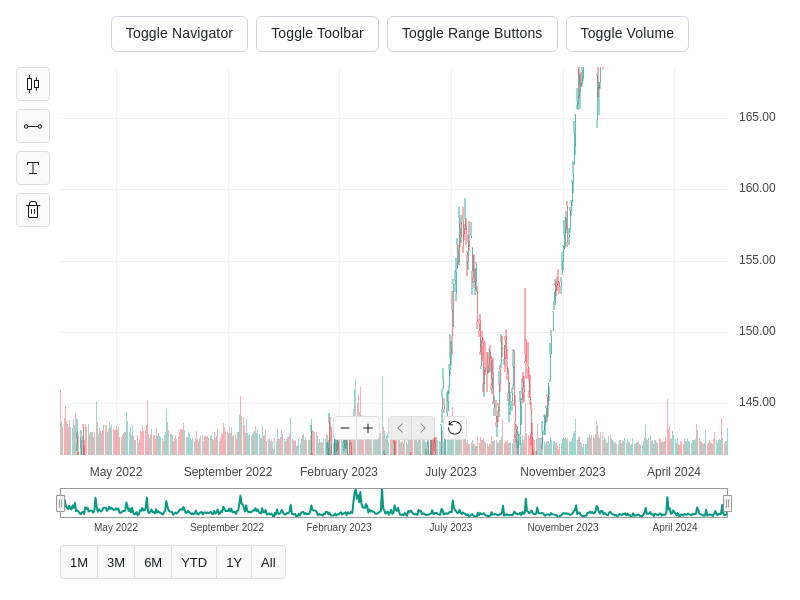 Toggle Navigator Toggle Toolbar Toggle Range Buttons Toggle Volume
165.00
160.00
155.00
150.00
145.00
May 2022 September 2022 February 2023 July 2023 November 2023 April 2024
May 2022 September 2022 February 2023 July 2023 November 2023 April 2024
1M 3M 6M YTD 1Y All